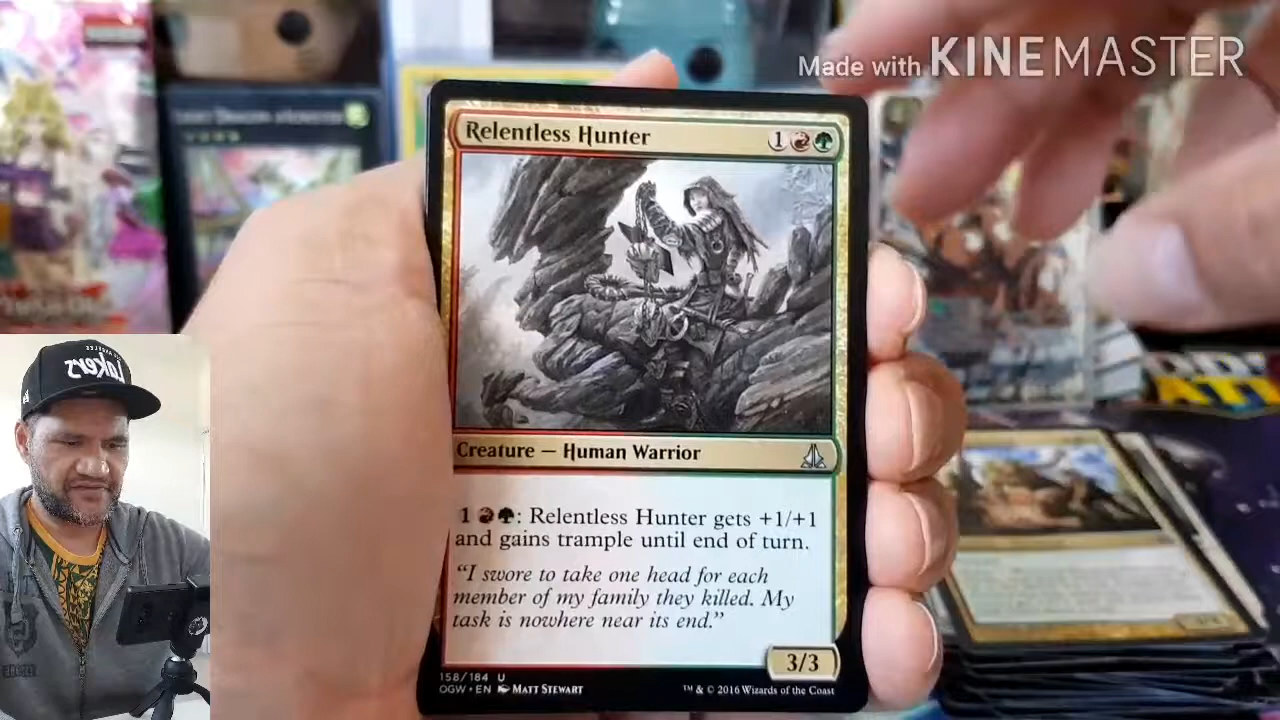 Made with KINEMASTER
Relentless Hunter 1
Creature — Human Warrior
1 : Relentless Hunter gets +1/+1
and gains trample until end of turn.
"I swore to take one head for each
member of my family they killed. My
task is nowhere near its end."
3/3
158/184 U
OGW • EN Matt Stewart
™ & © 2016 Wizards of the Coast
Lakers